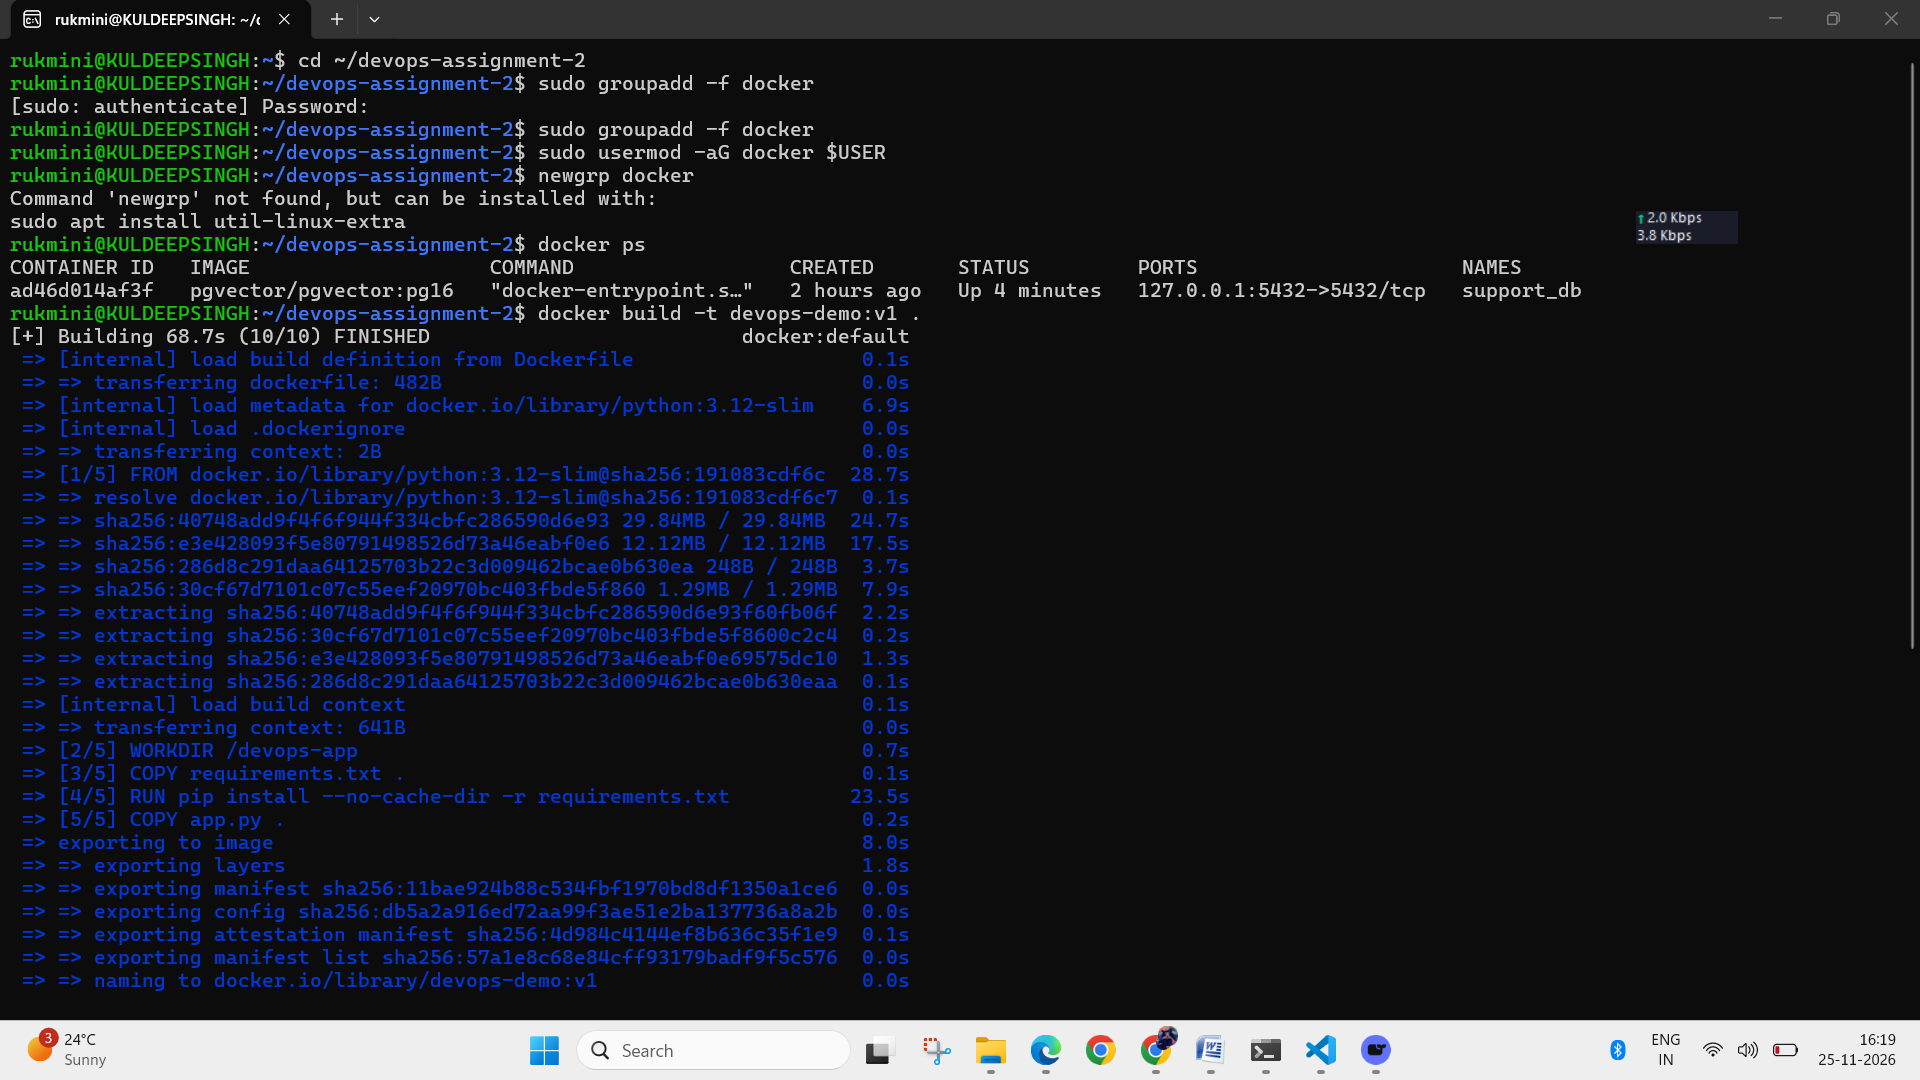 rukmini@KULDEEPSINGH: ~/c
rukmini@KULDEEPSINGH:~$ cd ~/devops-assignment-2
rukmini@KULDEEPSINGH:~/devops-assignment-2$ sudo groupadd -f docker
[sudo: authenticate] Password:
rukmini@KULDEEPSINGH:~/devops-assignment-2$ sudo groupadd -f docker
rukmini@KULDEEPSINGH:~/devops-assignment-2$ sudo usermod -aG docker $USER
rukmini@KULDEEPSINGH:~/devops-assignment-2$ newgrp docker
Command 'newgrp' not found, but can be installed with:
sudo apt install util-linux-extra
↑ 2.0 Kbps
3.8 Kbps
rukmini@KULDEEPSINGH:~/devops-assignment-2$ docker ps
CONTAINER ID   IMAGE                    COMMAND                  CREATED       STATUS         PORTS                      NAMES
ad46d014af3f   pgvector/pgvector:pg16   "docker-entrypoint.s…"   2 hours ago   Up 4 minutes   127.0.0.1:5432->5432/tcp   support_db
rukmini@KULDEEPSINGH:~/devops-assignment-2$ docker build -t devops-demo:v1 .
[+] Building 68.7s (10/10) FINISHED                          docker:default
=> [internal] load build definition from Dockerfile                   0.1s
=> => transferring dockerfile: 482B                                   0.0s
=> [internal] load metadata for docker.io/library/python:3.12-slim    6.9s
=> [internal] load .dockerignore                                      0.0s
=> => transferring context: 2B                                        0.0s
=> [1/5] FROM docker.io/library/python:3.12-slim@sha256:191083cdf6c  28.7s
=> => resolve docker.io/library/python:3.12-slim@sha256:191083cdf6c7  0.1s
=> => sha256:40748add9f4f6f944f334cbfc286590d6e93 29.84MB / 29.84MB  24.7s
=> => sha256:e3e428093f5e80791498526d73a46eabf0e6 12.12MB / 12.12MB  17.5s
=> => sha256:286d8c291daa64125703b22c3d009462bcae0b630ea 248B / 248B  3.7s
=> => sha256:30cf67d7101c07c55eef20970bc403fbde5f860 1.29MB / 1.29MB  7.9s
=> => extracting sha256:40748add9f4f6f944f334cbfc286590d6e93f60fb06f  2.2s
=> => extracting sha256:30cf67d7101c07c55eef20970bc403fbde5f8600c2c4  0.2s
=> => extracting sha256:e3e428093f5e80791498526d73a46eabf0e69575dc10  1.3s
=> => extracting sha256:286d8c291daa64125703b22c3d009462bcae0b630eaa  0.1s
=> [internal] load build context                                      0.1s
=> => transferring context: 641B                                      0.0s
=> [2/5] WORKDIR /devops-app                                          0.7s
=> [3/5] COPY requirements.txt .                                      0.1s
=> [4/5] RUN pip install --no-cache-dir -r requirements.txt          23.5s
=> [5/5] COPY app.py .                                                0.2s
=> exporting to image                                                 8.0s
=> => exporting layers                                                1.8s
=> => exporting manifest sha256:11bae924b88c534fbf1970bd8df1350a1ce6  0.0s
=> => exporting config sha256:db5a2a916ed72aa99f3ae51e2ba137736a8a2b  0.0s
=> => exporting attestation manifest sha256:4d984c4144ef8b636c35f1e9  0.1s
=> => exporting manifest list sha256:57a1e8c68e84cff93179badf9f5c576  0.0s
=> => naming to docker.io/library/devops-demo:v1                      0.0s
3
24°C
Sunny
Search
ENG
IN
16:19
25-11-2026